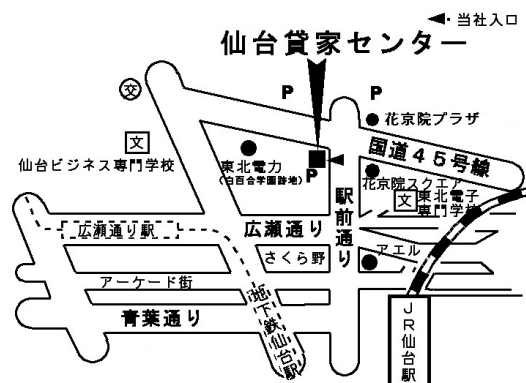 ◀・当社入口
仙台貸家センター
P
P
交
花京院プラザ
国道45号線
文
仙台ビジネス専門学校
東北電力
(白百合学園跡地)
P
花京院スクエア
文
東北電子
専門学校
駅前通り
広瀬通り駅
広瀬通り
さくら野
アエル
アーケード街
地下鉄仙台駅
青葉通り
JR仙台駅